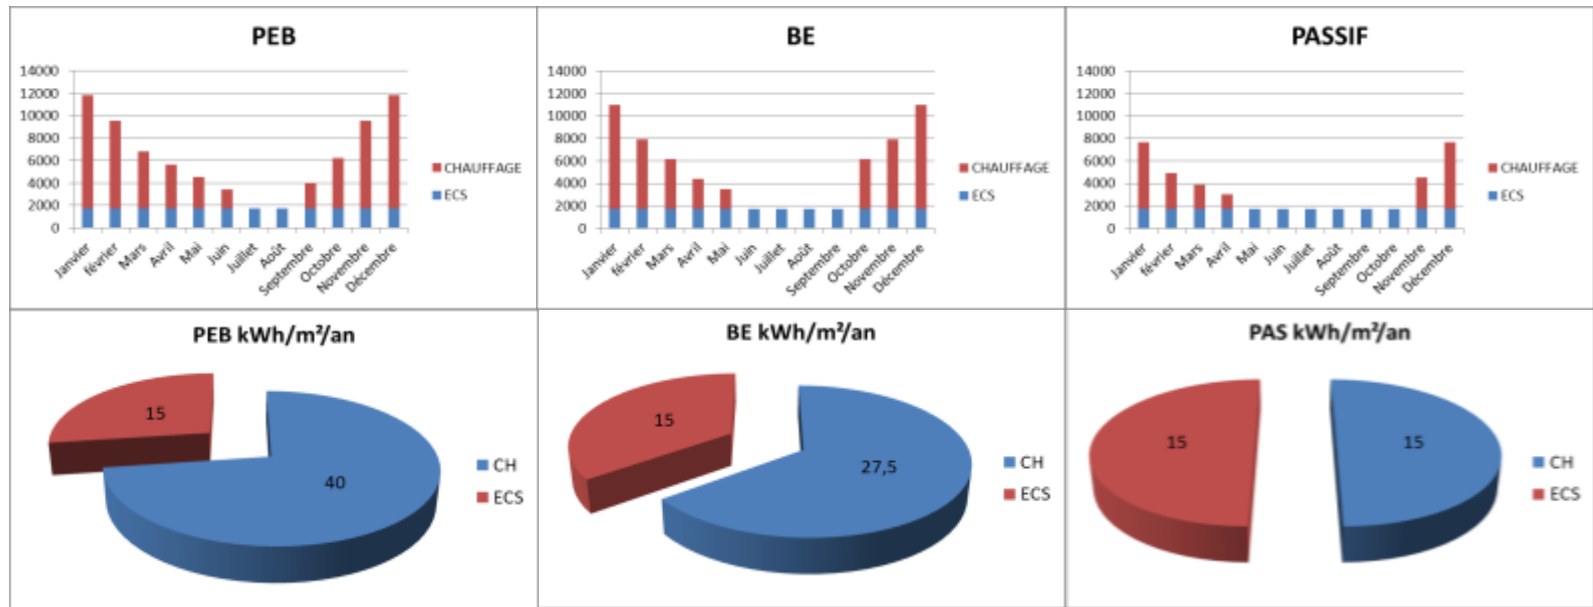 PEB
14000
12000
10000
8000
6000
4000
2000
0
Janvier
février
Mars
Avril
Mai
Juin
Juillet
Août
Septembre
Octobre
Novembre
Décembre
CHAUFFAGE
ECS
BE
14000
12000
10000
8000
6000
4000
2000
0
Janvier
février
Mars
Avril
Mai
Juin
Juillet
Août
Septembre
Octobre
Novembre
Décembre
CHAUFFAGE
ECS
PASSIF
14000
12000
10000
8000
6000
4000
2000
0
Janvier
février
Mars
Avril
Mai
Juin
Juillet
Août
Septembre
Octobre
Novembre
Décembre
CHAUFFAGE
ECS
PEB kWh/m²/an
15
40
CH
ECS
BE kWh/m²/an
15
27,5
CH
ECS
PAS kWh/m²/an
15
15
CH
ECS